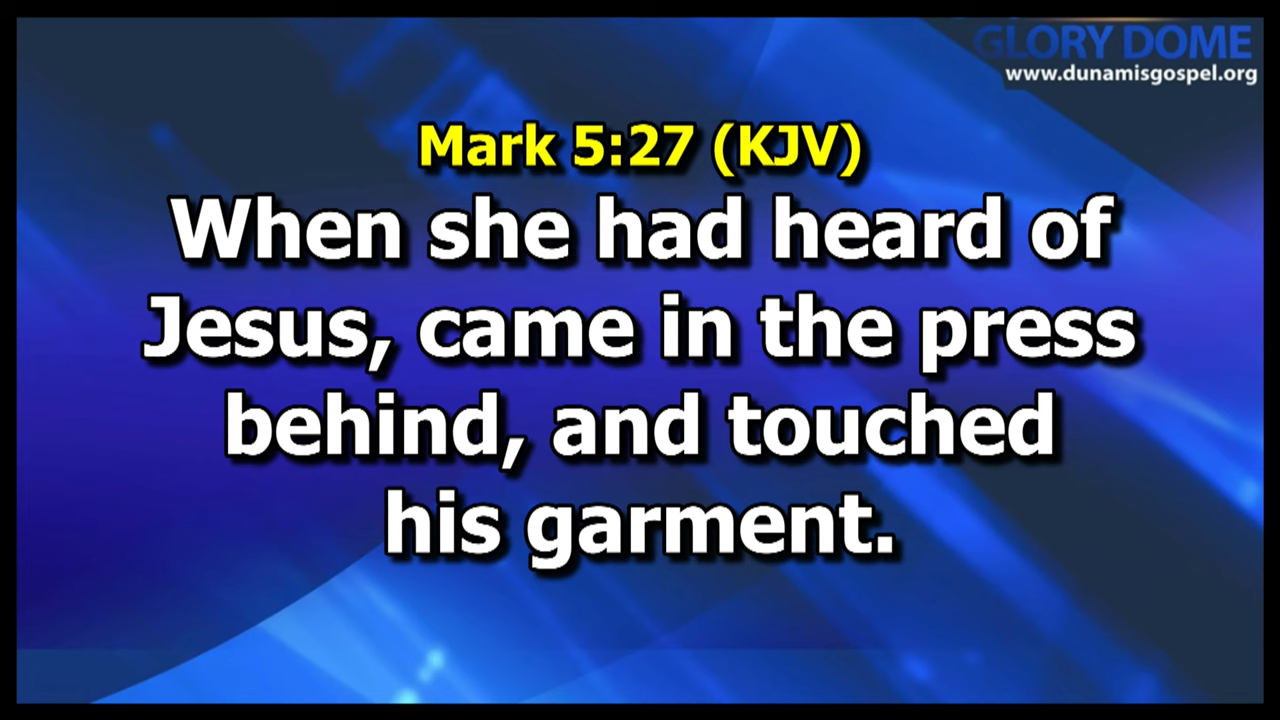 GLORY DOME
www.dunamisgospel.org
Mark 5:27 (KJV)
When she had heard of
Jesus, came in the press
behind, and touched
his garment.